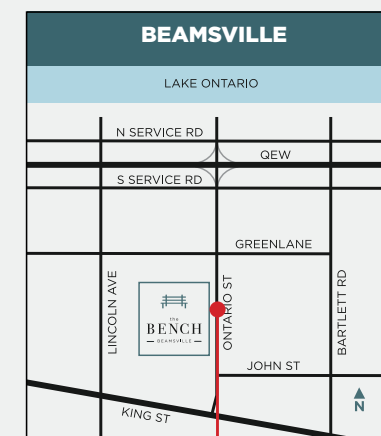 BEAMSVILLE
LAKE ONTARIO
N SERVICE RD
QEW
S SERVICE RD
GREENLANE
LINCOLN AVE
the
BENCH
BEAMSVILLE
ONTARIO ST
BARTLETT RD
JOHN ST
KING ST
N